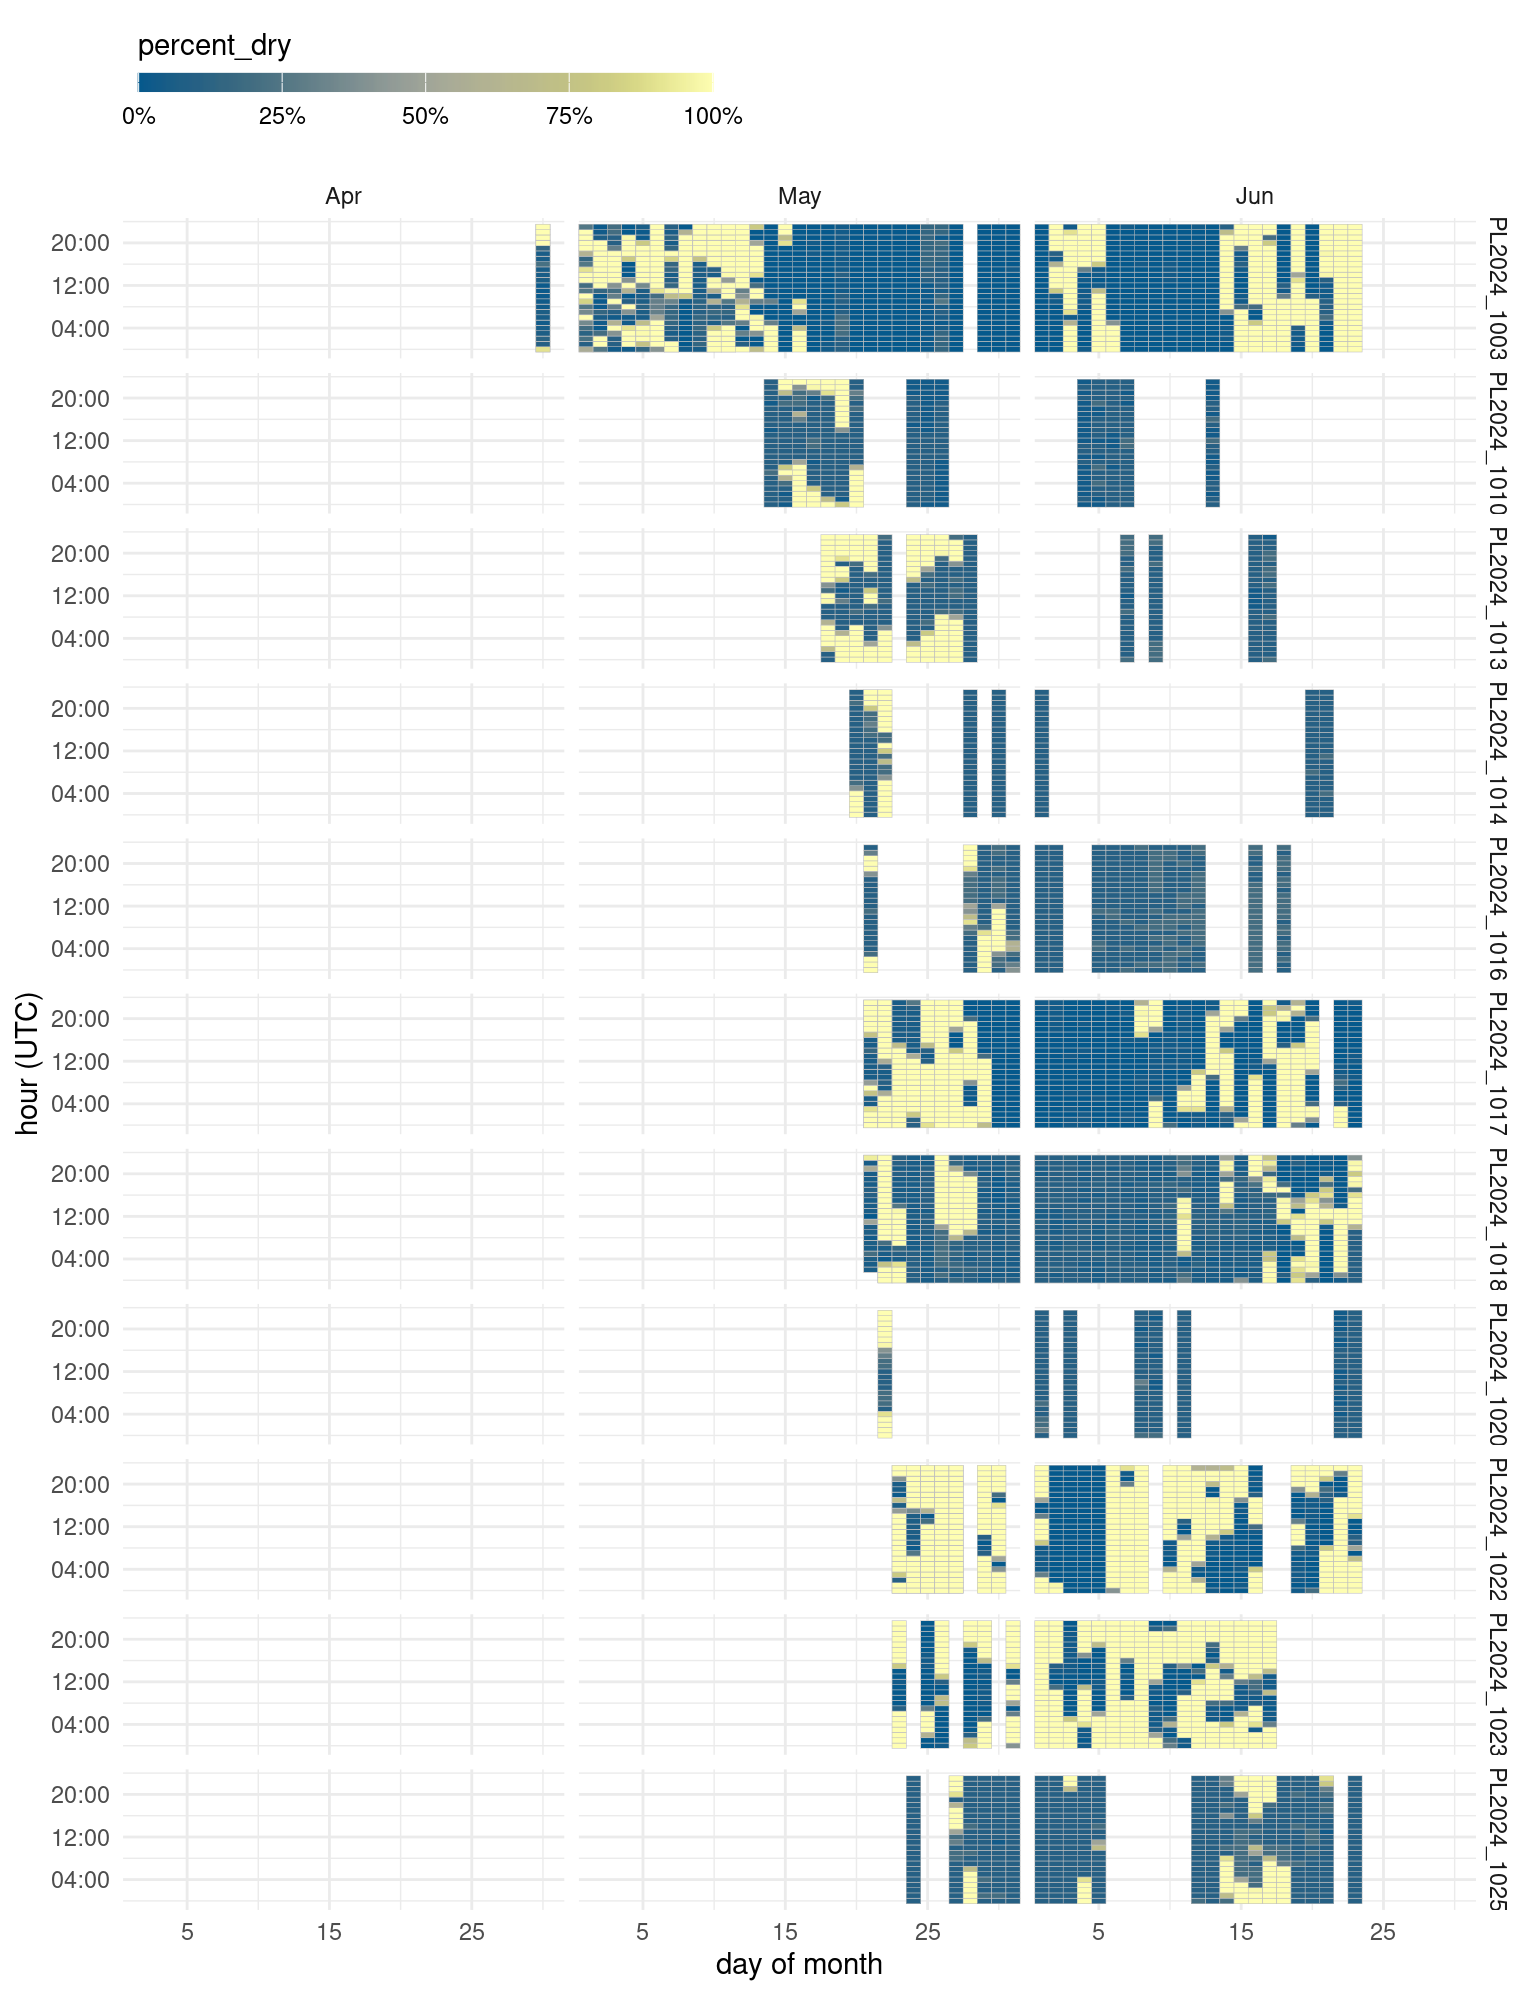 percent_dry
0% 25% 50% 75% 100%
Apr May Jun
20:00
12:00
04:00
PL2024_1003
20:00
12:00
04:00
PL2024_1010
20:00
12:00
04:00
PL2024_1013
20:00
12:00
04:00
PL2024_1014
20:00
12:00
04:00
PL2024_1016
hour (UTC)
20:00
12:00
04:00
PL2024_1017
20:00
12:00
04:00
PL2024_1018
20:00
12:00
04:00
PL2024_1020
20:00
12:00
04:00
PL2024_1022
20:00
12:00
04:00
PL2024_1023
20:00
12:00
04:00
PL2024_1025
5 15 25 5 15 25 5 15 25
day of month